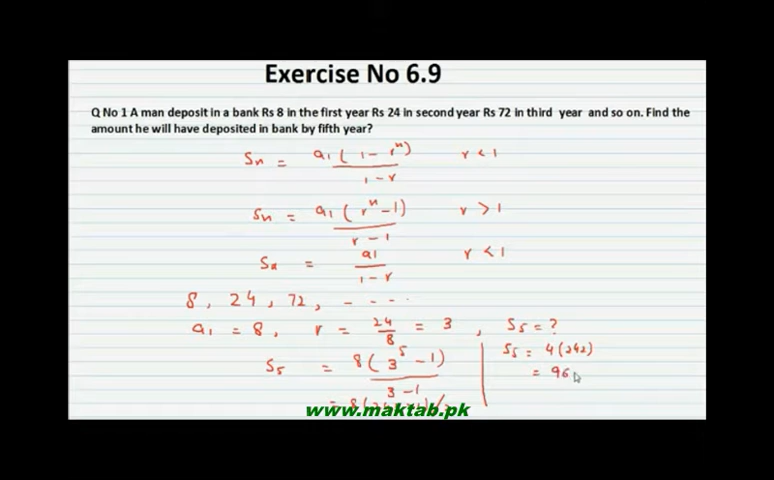 Exercise No 6.9
Q No 1 A man deposit in a bank Rs 8 in the first year Rs 24 in second year Rs 72 in third year and so on. Find the
amount he will have deposited in bank by fifth year?
Sn = a1 ( 1 - r^n ) / 1 - r    r < 1
Sn = a1 ( r^n - 1 ) / r - 1    r > 1
S∝ = a1 / 1 - r    r < 1
8 , 24 , 72 , - - - -
a1 = 8 , r = 24 / 8 = 3 , S5 = ?
S5 = 8 ( 3^5 - 1 ) / 3 - 1
= 8(
S5 = 4 (242)
= 96
www.maktab.pk